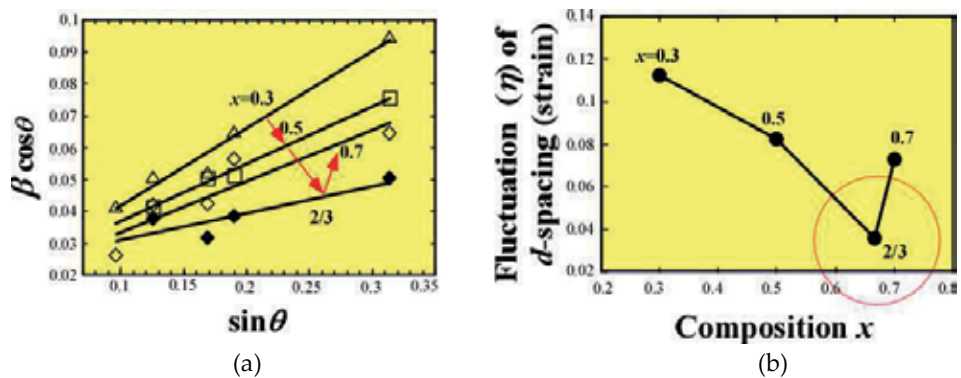 0.1
0.09
0.08
0.07
0.06
0.05
0.04
0.03
0.02
0.1 0.15 0.2 0.25 0.3 0.35
β cosθ
sinθ
x=0.3
0.5
0.7
2/3
(a)
0.16
0.14
0.12
0.1
0.08
0.06
0.04
0.02
0.2 0.3 0.4 0.5 0.6 0.7 0.8
Fluctuation (η) of
d-spacing (strain)
Composition x
x=0.3
0.5
0.7
2/3
(b)